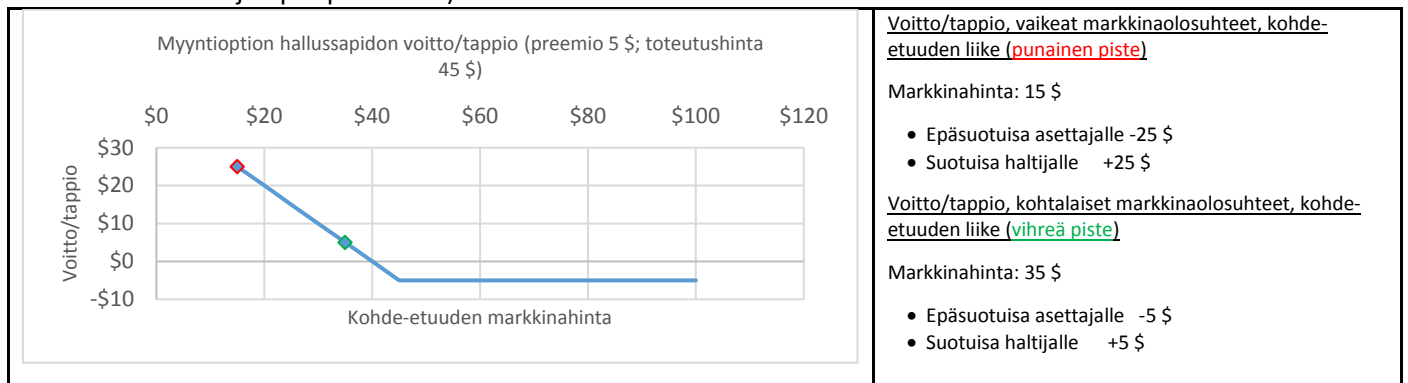 Myyntioption hallussapidon voitto/tappio (preemio 5 $; toteutushinta
45 $)
$0 $20 $40 $60 $80 $100 $120
$30
$20
$10
$0
-$10
Voitto/tappio
Kohde-etuuden markkinahinta
Voitto/tappio, vaikeat markkinaolosuhteet, kohde-
etuuden liike (punainen piste)
Markkinahinta: 15 $
• Epäsuotuisa asettajalle -25 $
• Suotuisa haltijalle +25 $
Voitto/tappio, kohtalaiset markkinaolosuhteet, kohde-
etuuden liike (vihreä piste)
Markkinahinta: 35 $
• Epäsuotuisa asettajalle -5 $
• Suotuisa haltijalle +5 $